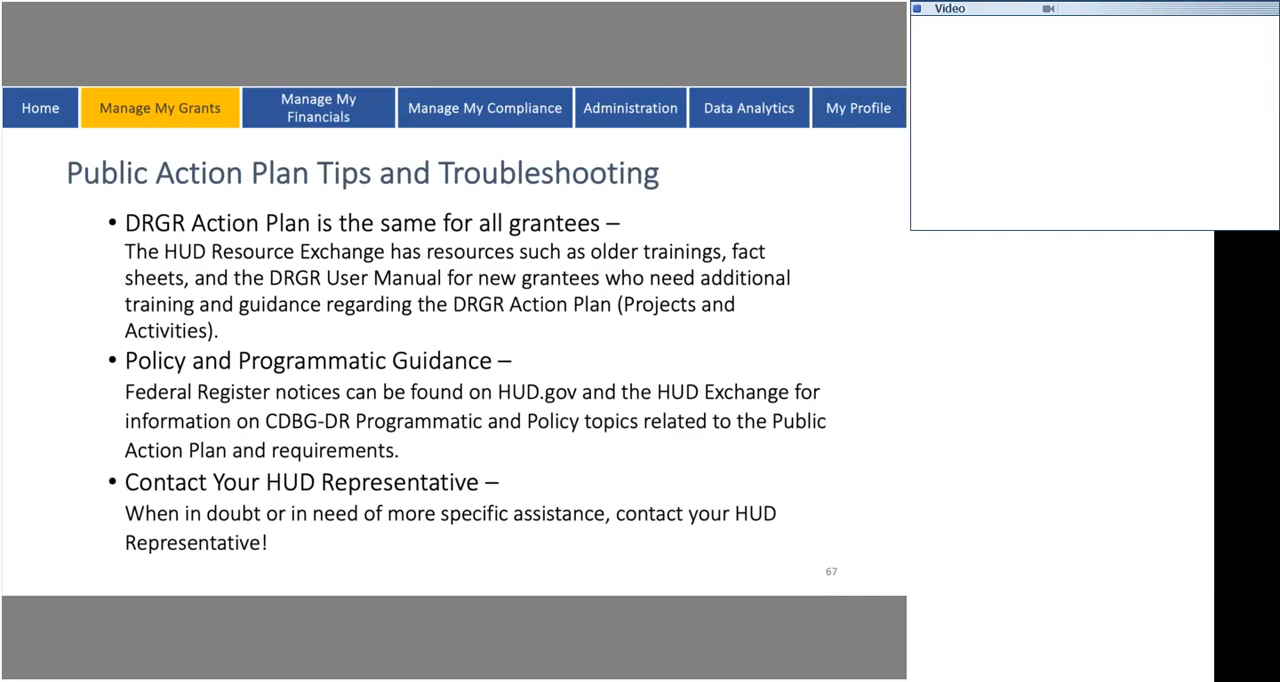 Video
Home
Manage My Grants
Manage My
Financials
Manage My Compliance
Administration
Data Analytics
My Profile
Public Action Plan Tips and Troubleshooting
• DRGR Action Plan is the same for all grantees –
The HUD Resource Exchange has resources such as older trainings, fact
sheets, and the DRGR User Manual for new grantees who need additional
training and guidance regarding the DRGR Action Plan (Projects and
Activities).
• Policy and Programmatic Guidance –
Federal Register notices can be found on HUD.gov and the HUD Exchange for
information on CDBG-DR Programmatic and Policy topics related to the Public
Action Plan and requirements.
• Contact Your HUD Representative –
When in doubt or in need of more specific assistance, contact your HUD
Representative!
67